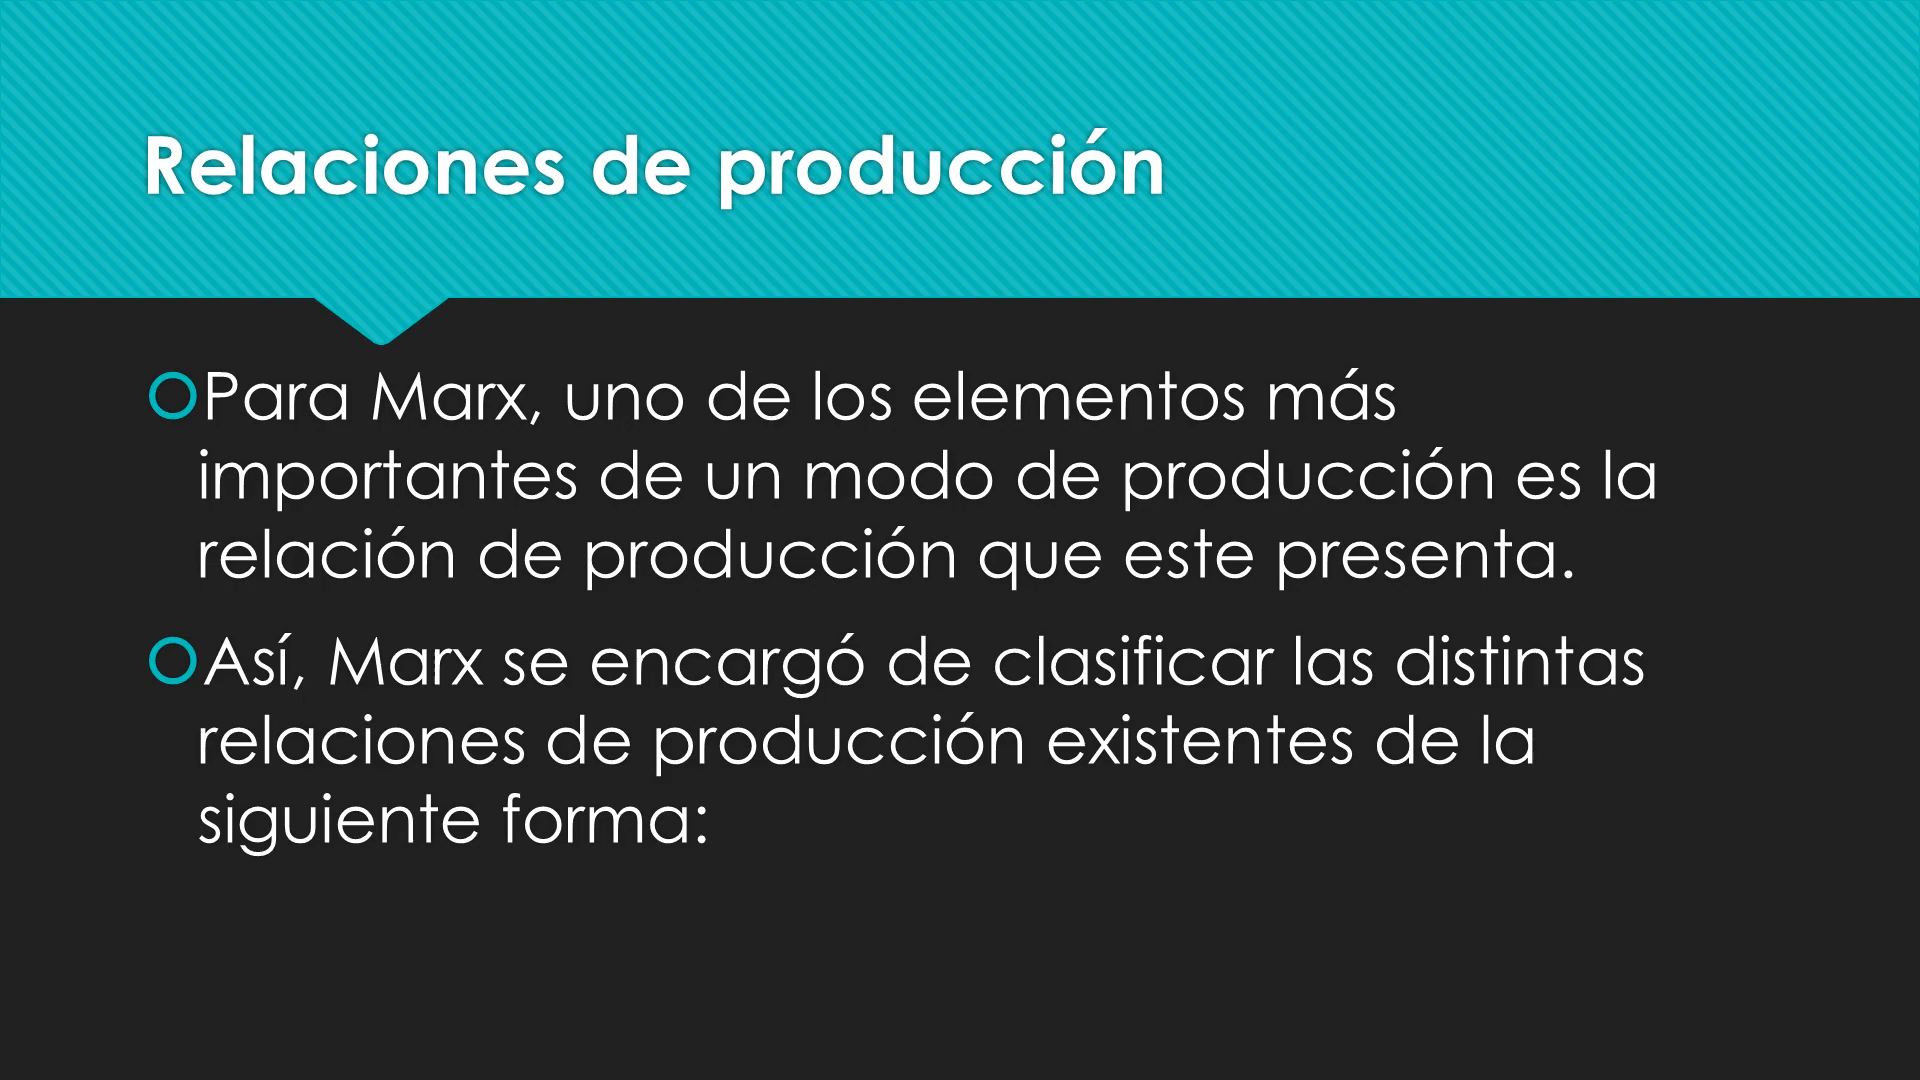 Relaciones de producción
Para Marx, uno de los elementos más
importantes de un modo de producción es la
relación de producción que este presenta.
Así, Marx se encargó de clasificar las distintas
relaciones de producción existentes de la
siguiente forma: